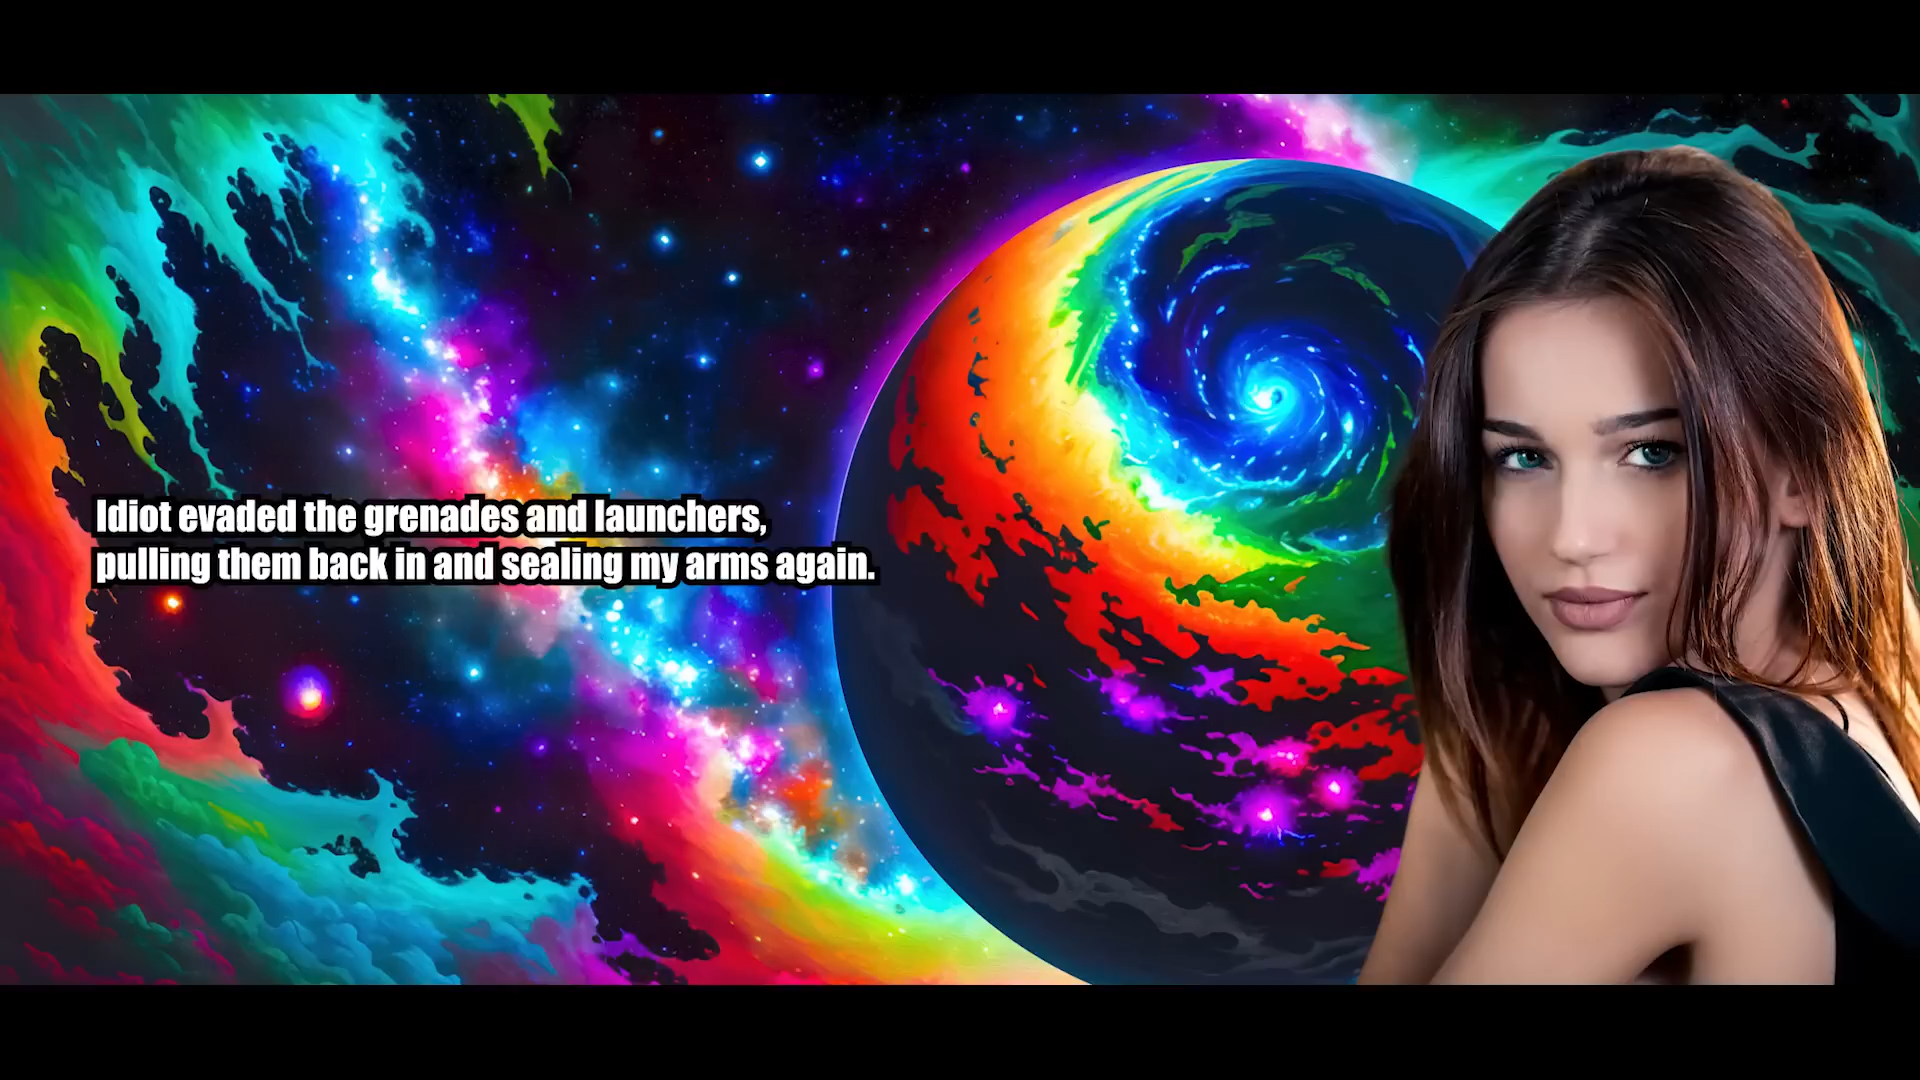 Idiot evaded the grenades and launchers,
pulling them back in and sealing my arms again.